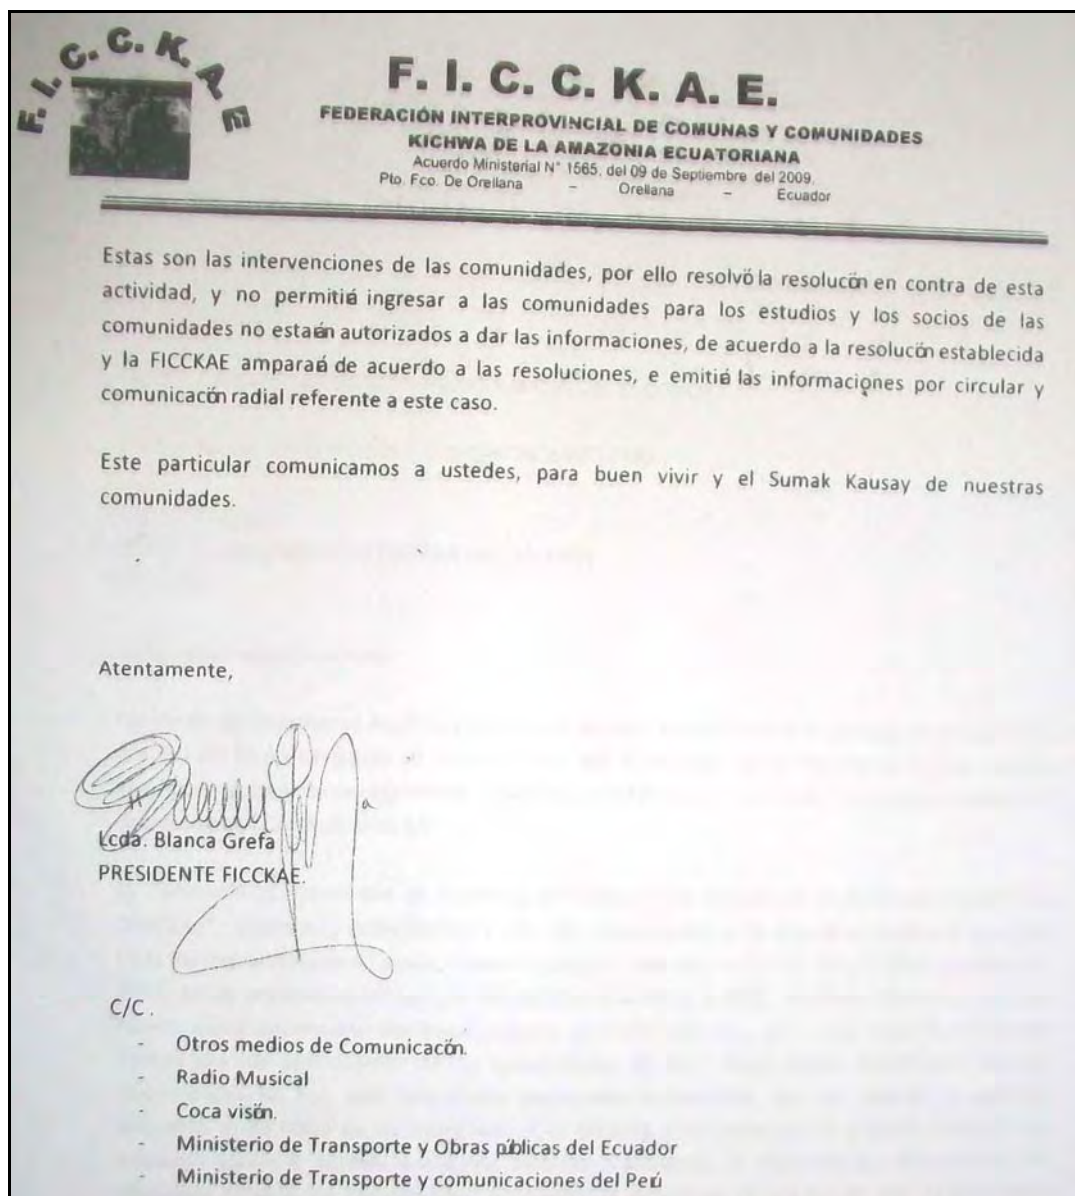 F. I. C. C. K. A. E
F. I. C. C. K. A. E.
FEDERACIÓN INTERPROVINCIAL DE COMUNAS Y COMUNIDADES
KICHWA DE LA AMAZONIA ECUATORIANA
Acuerdo Ministerial N° 1565, del 09 de Septiembre del 2009.
Pto. Fco. De Orellana – Orellana – Ecuador
Estas son las intervenciones de las comunidades, por ello resolvó la resolucón en contra de esta
actividad, y no permitiá ingresar a las comunidades para los estudios y los socios de las
comunidades no estaán autorizados a dar las informaciones, de acuerdo a la resolucón establecida
y la FICCKAE amparaá de acuerdo a las resoluciones, e emitiá las informaciones por circular y
comunicacón radial referente a este caso.
Este particular comunicamos a ustedes, para buen vivir y el Sumak Kausay de nuestras
comunidades.
Atentamente,
Lcda. Blanca Grefa
PRESIDENTE FICCKAE.
C/C.
- Otros medios de Comunicacón.
- Radio Musical
- Coca visón.
- Ministerio de Transporte y Obras públicas del Ecuador
- Ministerio de Transporte y comunicaciones del Perú